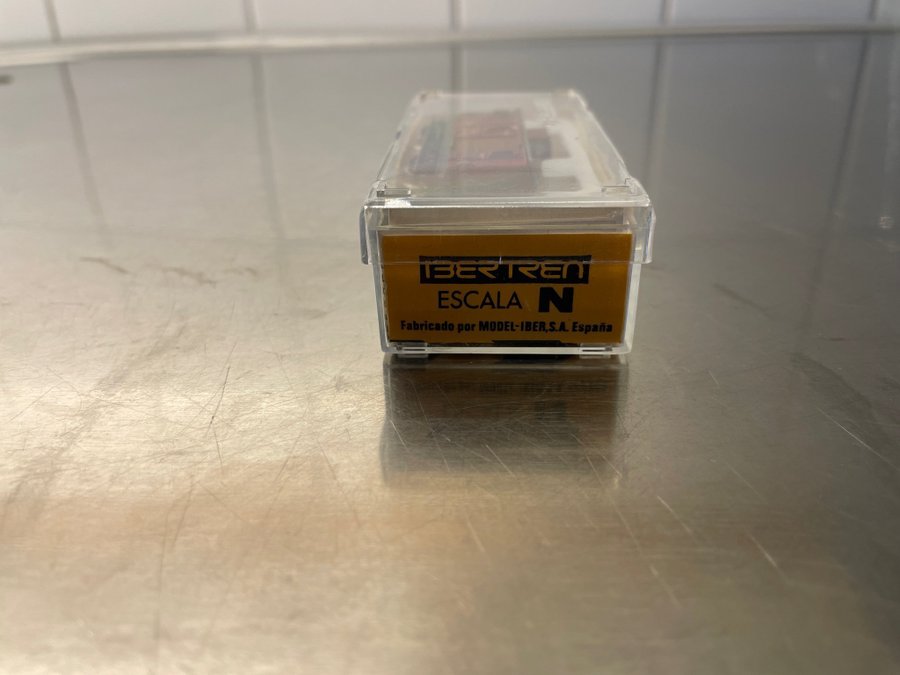 IBERTREN
ESCALA N
Fabricado por MODEL-IBER,S.A. España